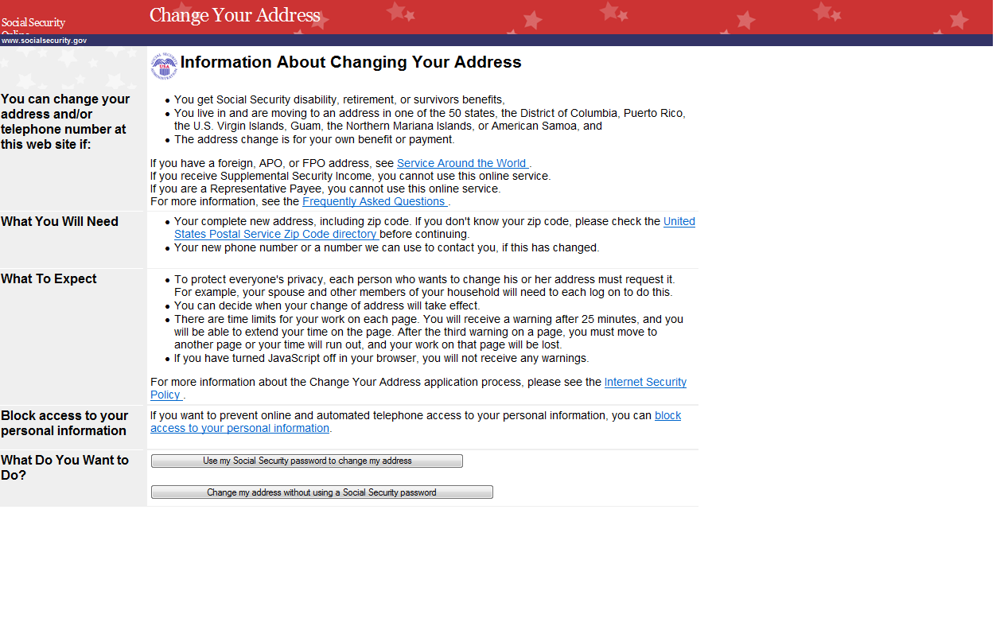 Social Security
Online
Change Your Address
www.socialsecurity.gov
SOCIAL SECURITY ADMINISTRATION
USA
Information About Changing Your Address
You can change your
address and/or
telephone number at
this web site if:
• You get Social Security disability, retirement, or survivors benefits,
• You live in and are moving to an address in one of the 50 states, the District of Columbia, Puerto Rico,
the U.S. Virgin Islands, Guam, the Northern Mariana Islands, or American Samoa, and
• The address change is for your own benefit or payment.
If you have a foreign, APO, or FPO address, see Service Around the World .
If you receive Supplemental Security Income, you cannot use this online service.
If you are a Representative Payee, you cannot use this online service.
For more information, see the Frequently Asked Questions .
What You Will Need
• Your complete new address, including zip code. If you don't know your zip code, please check the United
States Postal Service Zip Code directory before continuing.
• Your new phone number or a number we can use to contact you, if this has changed.
What To Expect
• To protect everyone's privacy, each person who wants to change his or her address must request it.
For example, your spouse and other members of your household will need to each log on to do this.
• You can decide when your change of address will take effect.
• There are time limits for your work on each page. You will receive a warning after 25 minutes, and you
will be able to extend your time on the page. After the third warning on a page, you must move to
another page or your time will run out, and your work on that page will be lost.
• If you have turned JavaScript off in your browser, you will not receive any warnings.
For more information about the Change Your Address application process, please see the Internet Security
Policy .
Block access to your
personal information
If you want to prevent online and automated telephone access to your personal information, you can block
access to your personal information.
What Do You Want to
Do?
Use my Social Security password to change my address
Change my address without using a Social Security password